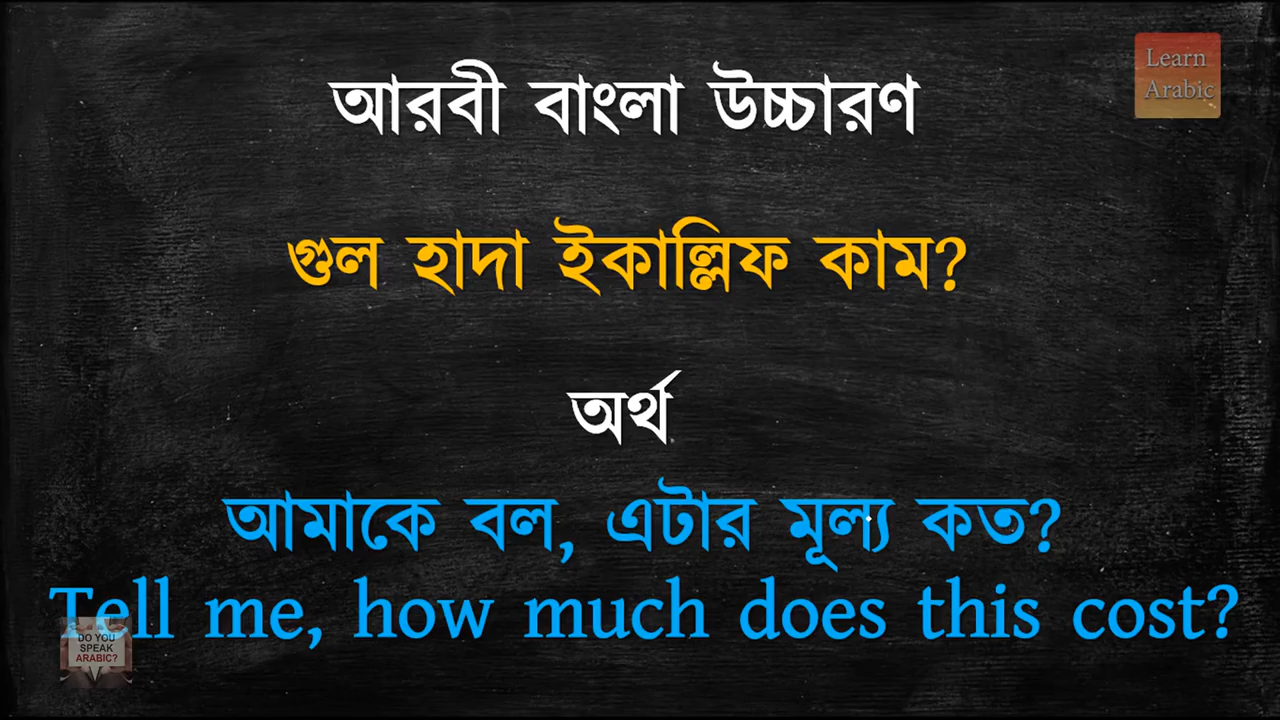 Learn
Arabic
আরবী বাংলা উচ্চারণ
গুল হাদা ইকাল্লিফ কাম?
অর্থ
আমাকে বল, এটার মূল্য কত?
Tell me, how much does this cost?
DO YOU
SPEAK
ARABIC?